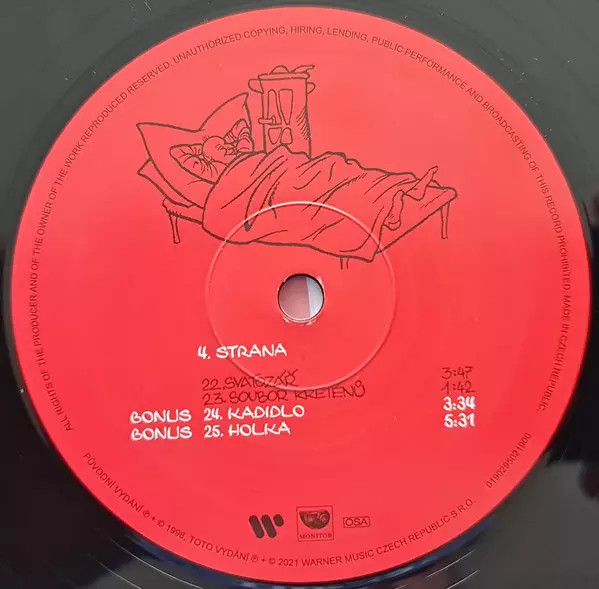 ALL RIGHTS OF THE PRODUCER AND OF THE OWNER OF THE WORK REPRODUCED RESERVED. UNAUTHORIZED COPYING, HIRING, LENDING, PUBLIC PERFORMANCE AND BROADCASTING OF THIS RECORD PROHIBITED. MADE IN CZECH REPUBLIC.
4. STRANA
22. SVATOZÁŘ 3:47
23. SOUBOR KRETÉNŮ 1:42
BONUS 24. KADIDLO 3:34
BONUS 25. HOLKA 5:31
MONITOR
OSA
PŮVODNÍ VYDÁNÍ ℗ + © 1998, TOTO VYDÁNÍ ℗ + © 2021 WARNER MUSIC CZECH REPUBLIC S.R.O.
0190295021900